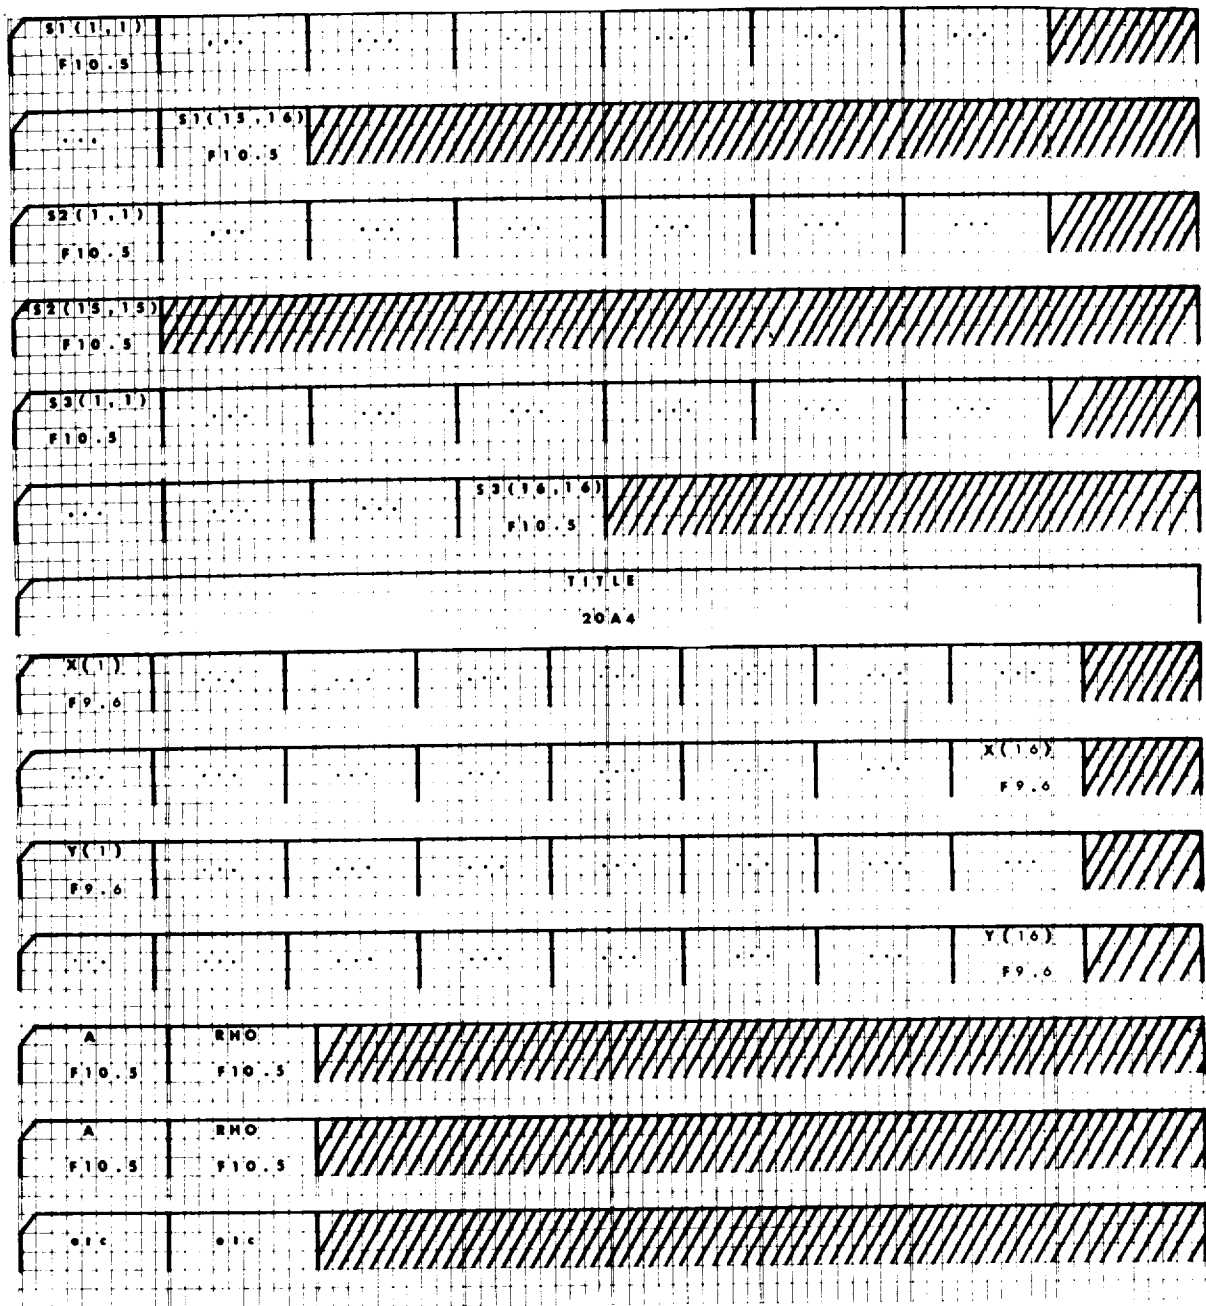 S1(1,1) ... ... ... ... ... ...
F10.5
... S1(15,16)
F10.5
S2(1,1) ... ... ... ... ... ...
F10.5
S2(15,15)
F10.5
S3(1,1) ... ... ... ... ... ...
F10.5
... ... ... S3(16,16)
F10.5
TITLE
20A4
X(1) ... ... ... ... ... ... ...
F9.6
... ... ... ... ... ... ... X(16)
F9.6
Y(1) ... ... ... ... ... ... ...
F9.6
... ... ... ... ... ... ... Y(16)
F9.6
A RHO
F10.5 F10.5
A RHO
F10.5 F10.5
etc etc